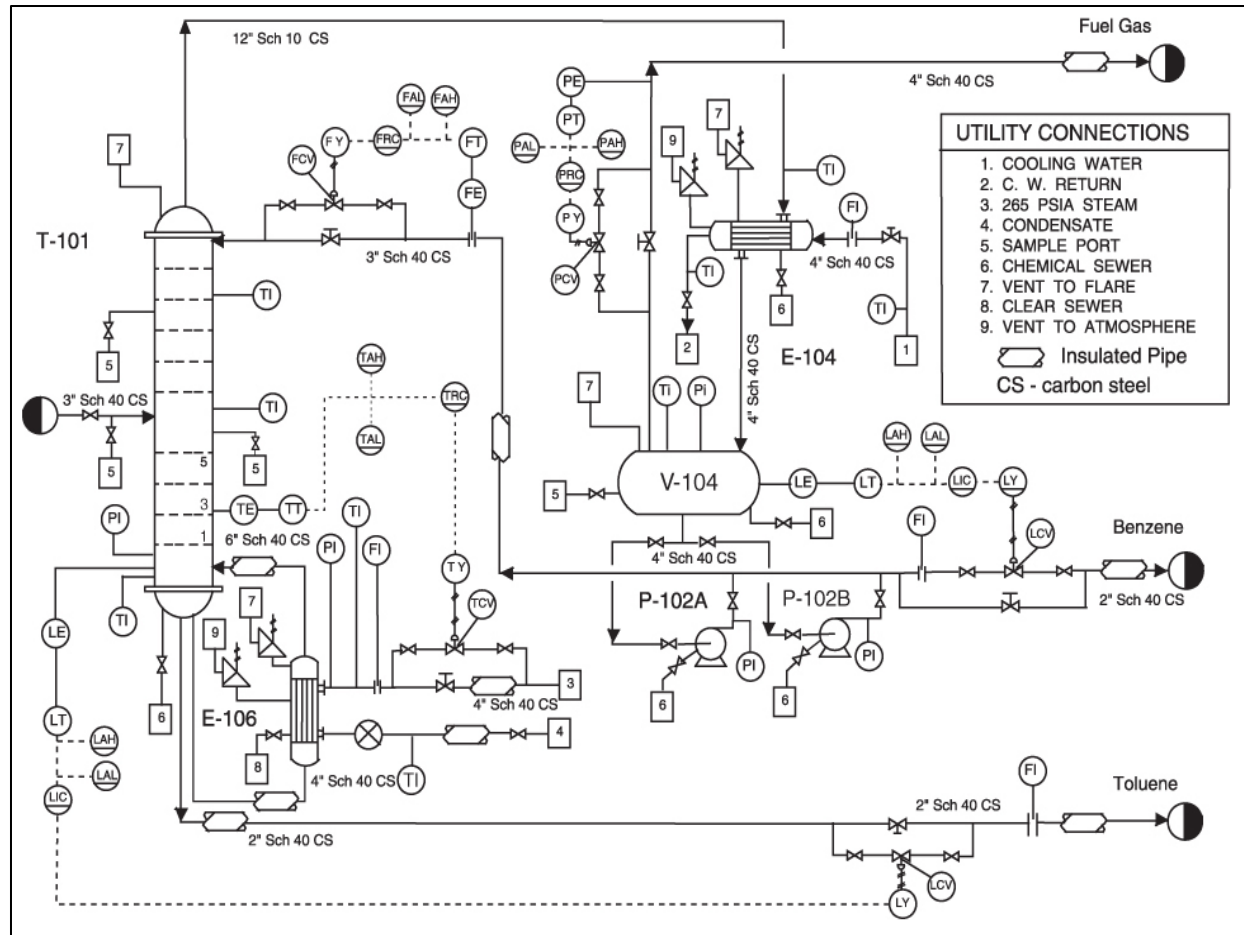 Fuel Gas
12" Sch 10 CS
4" Sch 40 CS
UTILITY CONNECTIONS
1. COOLING WATER
2. C. W. RETURN
3. 265 PSIA STEAM
4. CONDENSATE
5. SAMPLE PORT
6. CHEMICAL SEWER
7. VENT TO FLARE
8. CLEAR SEWER
9. VENT TO ATMOSPHERE
Insulated Pipe
CS - carbon steel
PE
FAL
FAH
7
PT
7
9
FY
FRC
FT
PAL
PAH
FCV
TI
PRC
FE
FI
PY
T-101
3" Sch 40 CS
4" Sch 40 CS
PCV
TI
TI
TI
6
2
E-104
1
5
TAH
4" Sch 40 CS
7
Ti
Pi
3" Sch 40 CS
TI
TRC
TAL
5
5
5
V-104
LAH
LAL
5
LE
LT
LIC
LY
3
TE
TT
6
6" Sch 40 CS
PI
1
TI
PI
FI
4" Sch 40 CS
FI
LCV
Benzene
TY
2" Sch 40 CS
7
TCV
P-102A
P-102B
TI
LE
9
PI
PI
4" Sch 40 CS
3
6
6
LT
6
E-106
LAH
8
4
4" Sch 40 CS
TI
LAL
LIC
FI
Toluene
2" Sch 40 CS
2" Sch 40 CS
LCV
LY